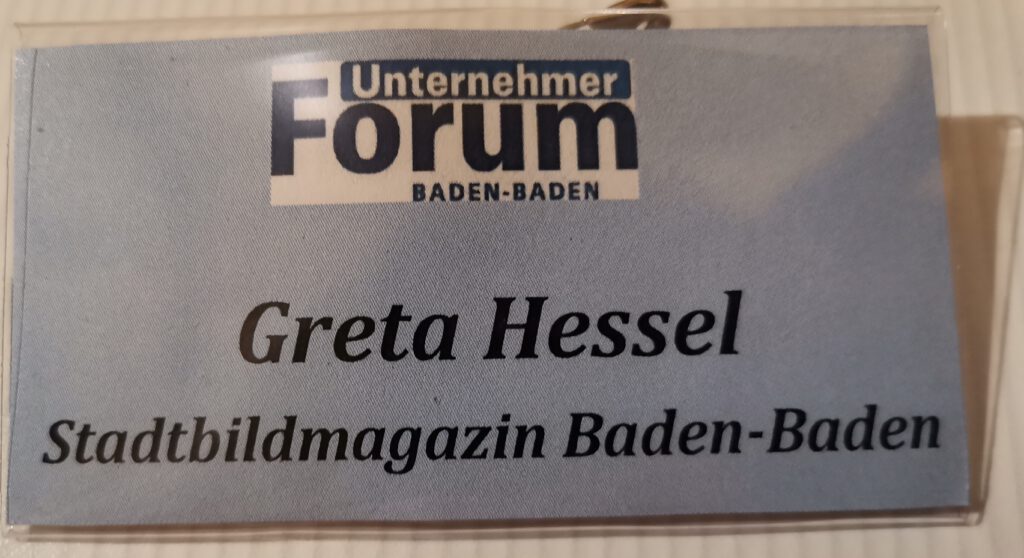 Unternehmer
Forum
BADEN-BADEN
Greta Hessel
Stadtbildmagazin Baden-Baden